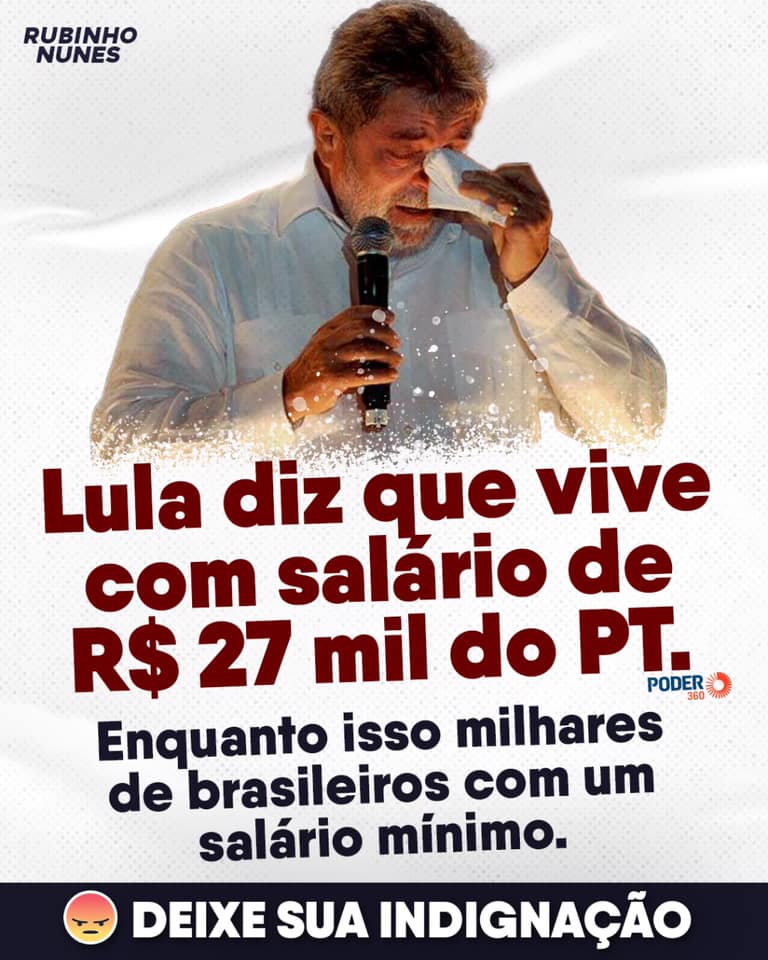 RUBINHO
NUNES
Lula diz que vive
com salário de
R$ 27 mil do PT.
PODER
360
Enquanto isso milhares
de brasileiros com um
salário mínimo.
DEIXE SUA INDIGNAÇÃO